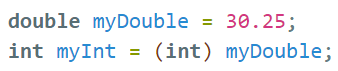 double myDouble = 30.25;
int myInt = (int) myDouble;